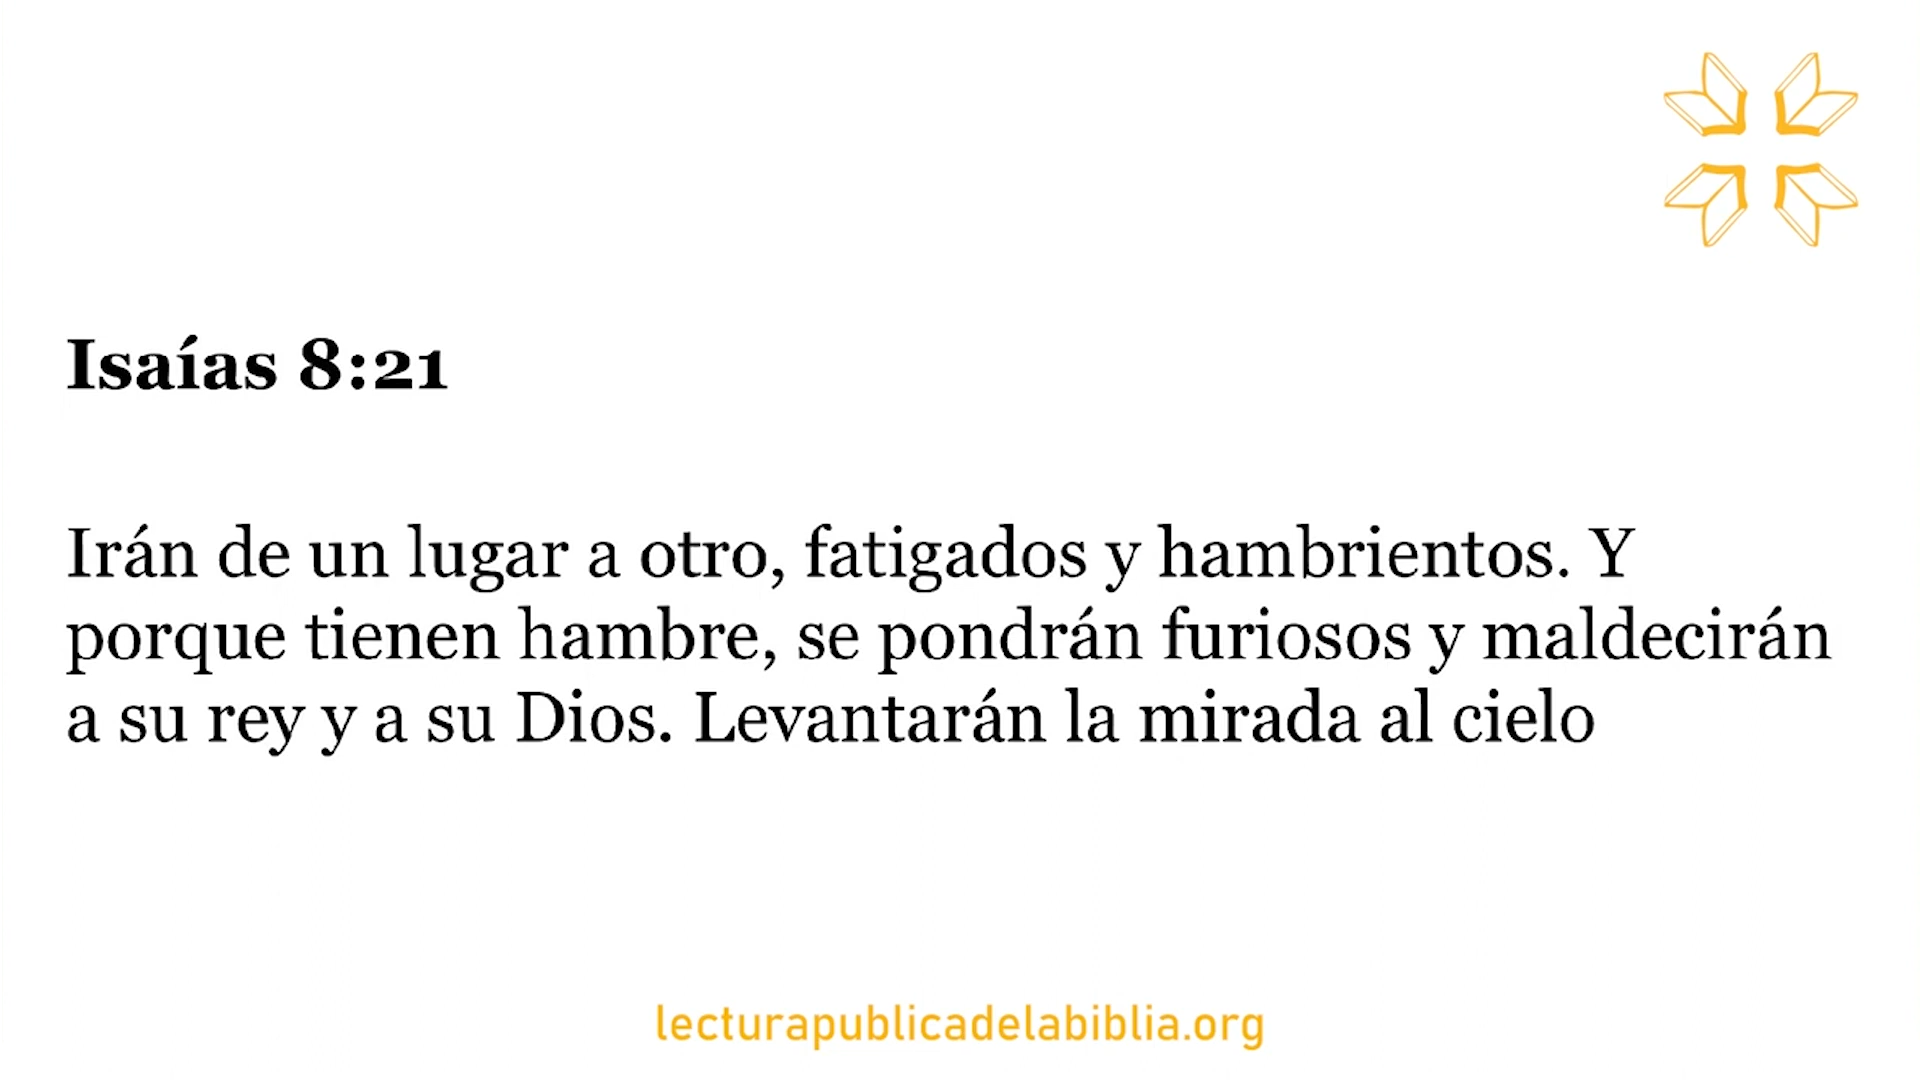 Isaías 8:21
Irán de un lugar a otro, fatigados y hambrientos. Y
porque tienen hambre, se pondrán furiosos y maldecirán
a su rey y a su Dios. Levantarán la mirada al cielo
lecturapublicadelabiblia.org